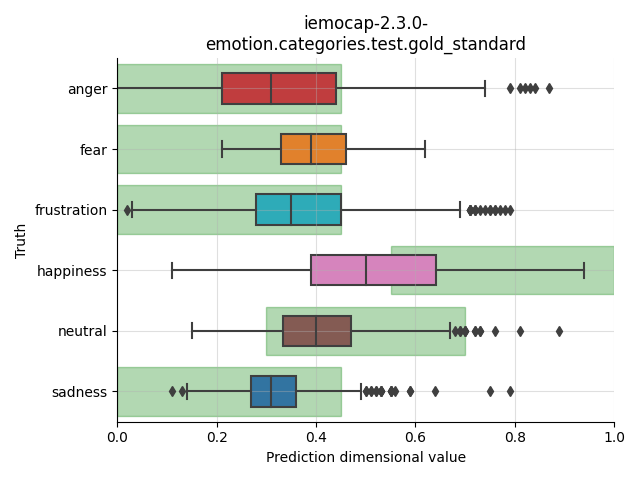 iemocap-2.3.0-
emotion.categories.test.gold_standard
Truth
anger
fear
frustration
happiness
neutral
sadness
0.0 0.2 0.4 0.6 0.8 1.0
Prediction dimensional value